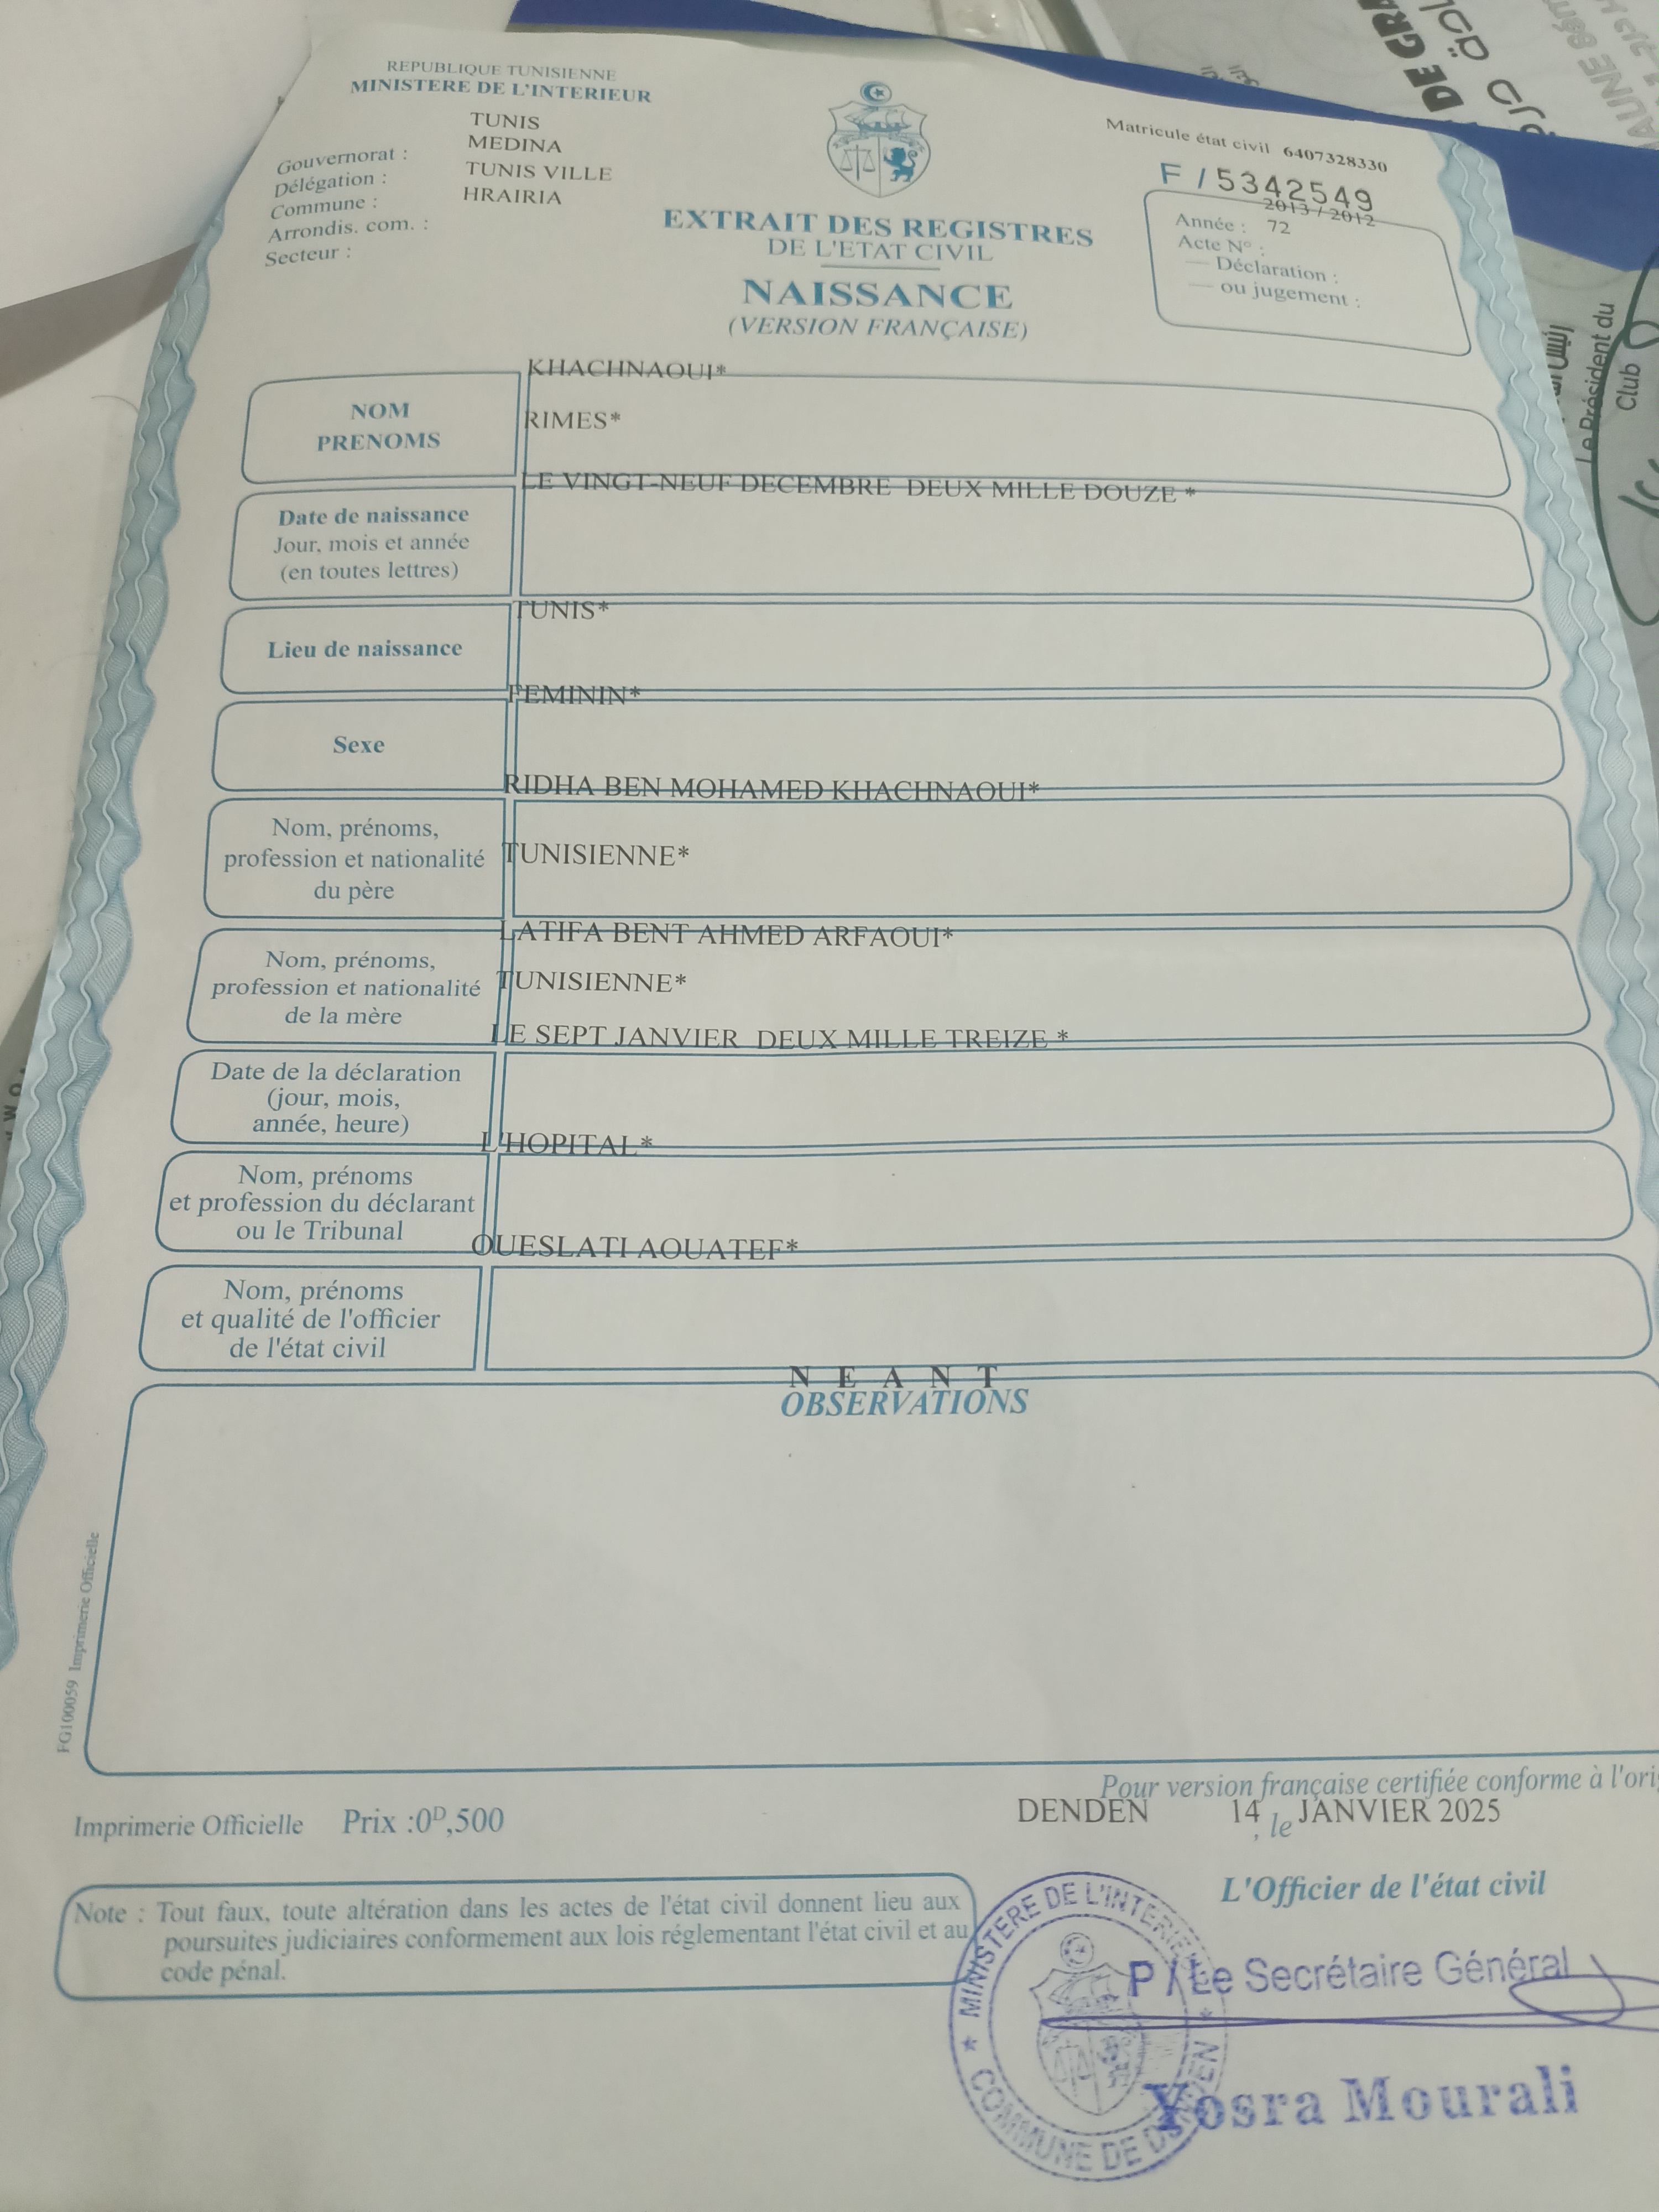 REPUBLIQUE TUNISIENNE
MINISTERE DE L'INTERIEUR
Gouvernorat : TUNIS
Délégation : MEDINA
Commune : TUNIS VILLE
Arrondis. com. : HRAIRIA
Secteur :
Matricule état civil 6407328330
F / 5342549
2013 / 2012
Année : 72
Acte N° :
— Déclaration :
— ou jugement :
EXTRAIT DES REGISTRES
DE L'ETAT CIVIL
NAISSANCE
(VERSION FRANÇAISE)
KHACHNAOUI*
NOM
PRENOMS
RIMES*
LE VINGT-NEUF DECEMBRE DEUX MILLE DOUZE *
Date de naissance
Jour, mois et année
(en toutes lettres)
TUNIS*
Lieu de naissance
FEMININ*
Sexe
RIDHA BEN MOHAMED KHACHNAOUI*
Nom, prénoms,
profession et nationalité
du père
TUNISIENNE*
LATIFA BENT AHMED ARFAOUI*
Nom, prénoms,
profession et nationalité
de la mère
TUNISIENNE*
LE SEPT JANVIER DEUX MILLE TREIZE *
Date de la déclaration
(jour, mois,
année, heure)
L'HOPITAL*
Nom, prénoms
et profession du déclarant
ou le Tribunal
OUESLATI AOUATEF*
Nom, prénoms
et qualité de l'officier
de l'état civil
N E A N T
OBSERVATIONS
FG100059 Imprimerie Officielle
Pour version française certifiée conforme à l'ori
DENDEN 14 , le JANVIER 2025
Imprimerie Officielle Prix :0D,500
L'Officier de l'état civil
Note : Tout faux, toute altération dans les actes de l'état civil donnent lieu aux
poursuites judiciaires conformement aux lois réglementant l'état civil et au
code pénal.
MINISTERE DE L'INTERIEUR
COMMUNE DE DENDEN
P / Le Secrétaire Général
Yosra Mourali
DE GRA
AUNE
Le Président du
Club